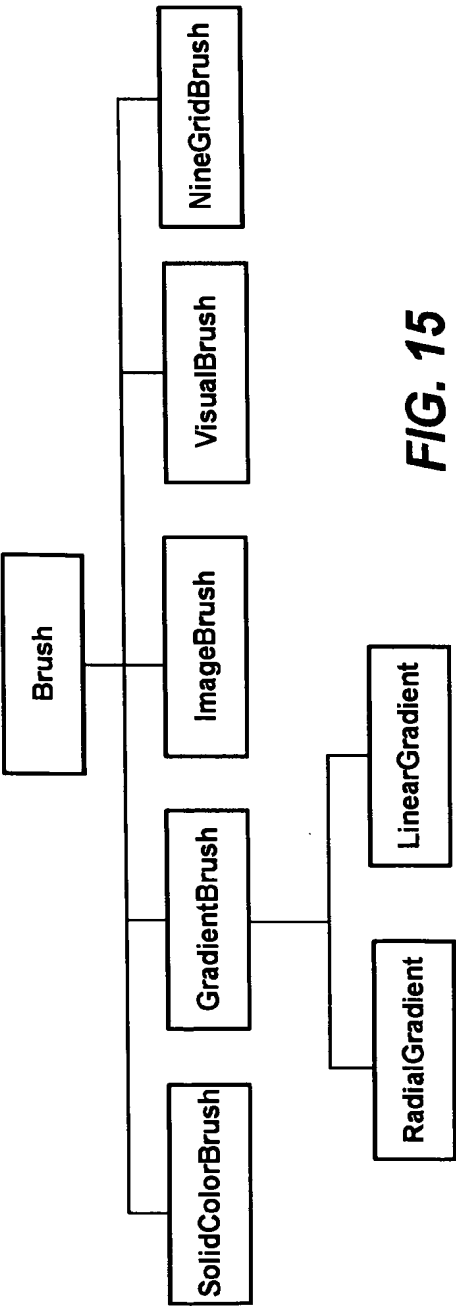 Brush
SolidColorBrush
GradientBrush
ImageBrush
VisualBrush
NineGridBrush
RadialGradient
LinearGradient
FIG. 15